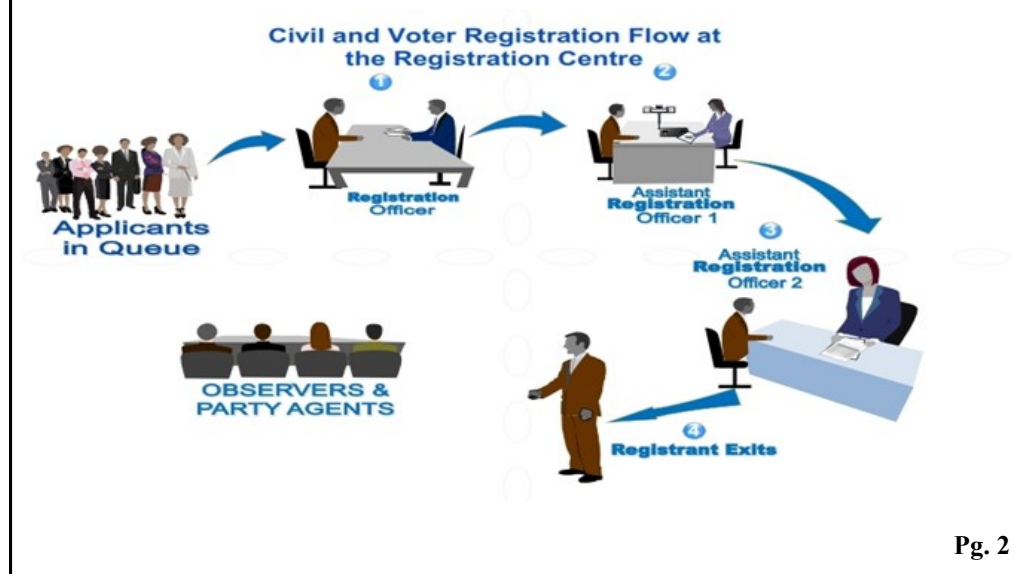 Civil and Voter Registration Flow at
the Registration Centre
1
2
Applicants
in Queue
Registration
Officer
Assistant
Registration
Officer 1
3
Assistant
Registration
Officer 2
OBSERVERS &
PARTY AGENTS
4
Registrant Exits
Pg. 2